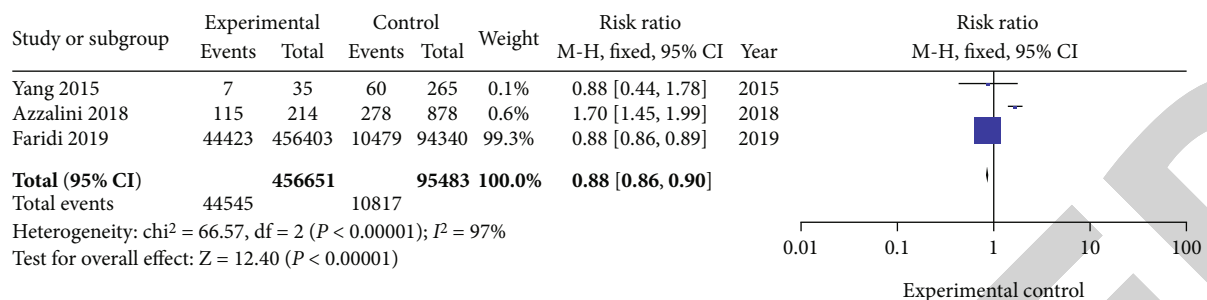 Study or subgroup Experimental Control Weight Risk ratio Risk ratio
Events Total Events Total M-H, fixed, 95% CI Year M-H, fixed, 95% CI
Yang 2015 7 35 60 265 0.1% 0.88 [0.44, 1.78] 2015
Azzalini 2018 115 214 278 878 0.6% 1.70 [1.45, 1.99] 2018
Faridi 2019 44423 456403 10479 94340 99.3% 0.88 [0.86, 0.89] 2019
Total (95% CI) 456651 95483 100.0% 0.88 [0.86, 0.90]
Total events 44545 10817
Heterogeneity: chi² = 66.57, df = 2 (P < 0.00001); I² = 97%
Test for overall effect: Z = 12.40 (P < 0.00001)
0.01 0.1 1 10 100
Experimental control